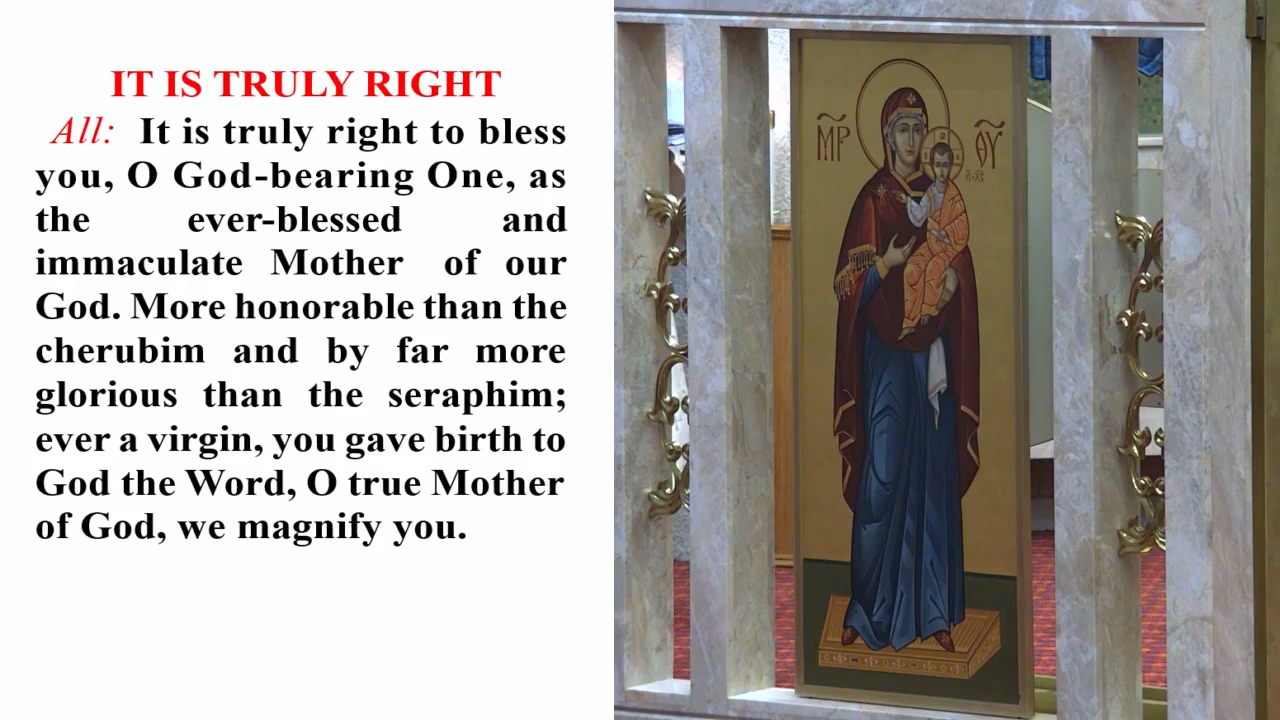 IT IS TRULY RIGHT
All: It is truly right to bless
you, O God-bearing One, as
the ever-blessed and
immaculate Mother of our
God. More honorable than the
cherubim and by far more
glorious than the seraphim;
ever a virgin, you gave birth to
God the Word, O true Mother
of God, we magnify you.
ΜΡ ΘΥ